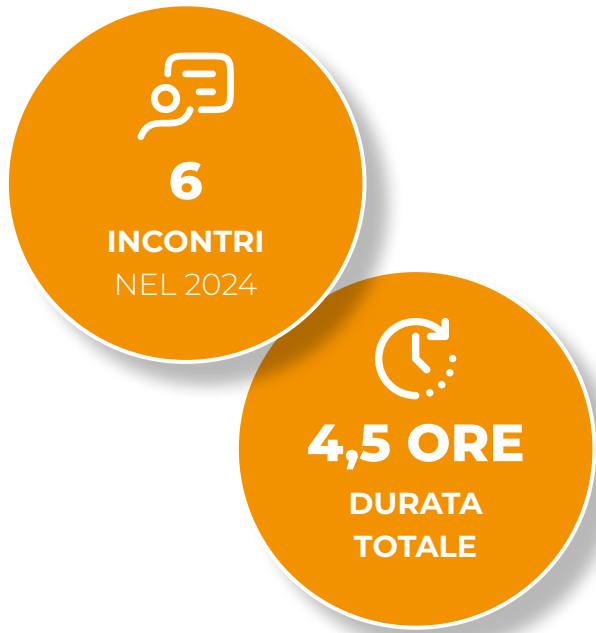 6
INCONTRI
NEL 2024
4,5 ORE
DURATA
TOTALE